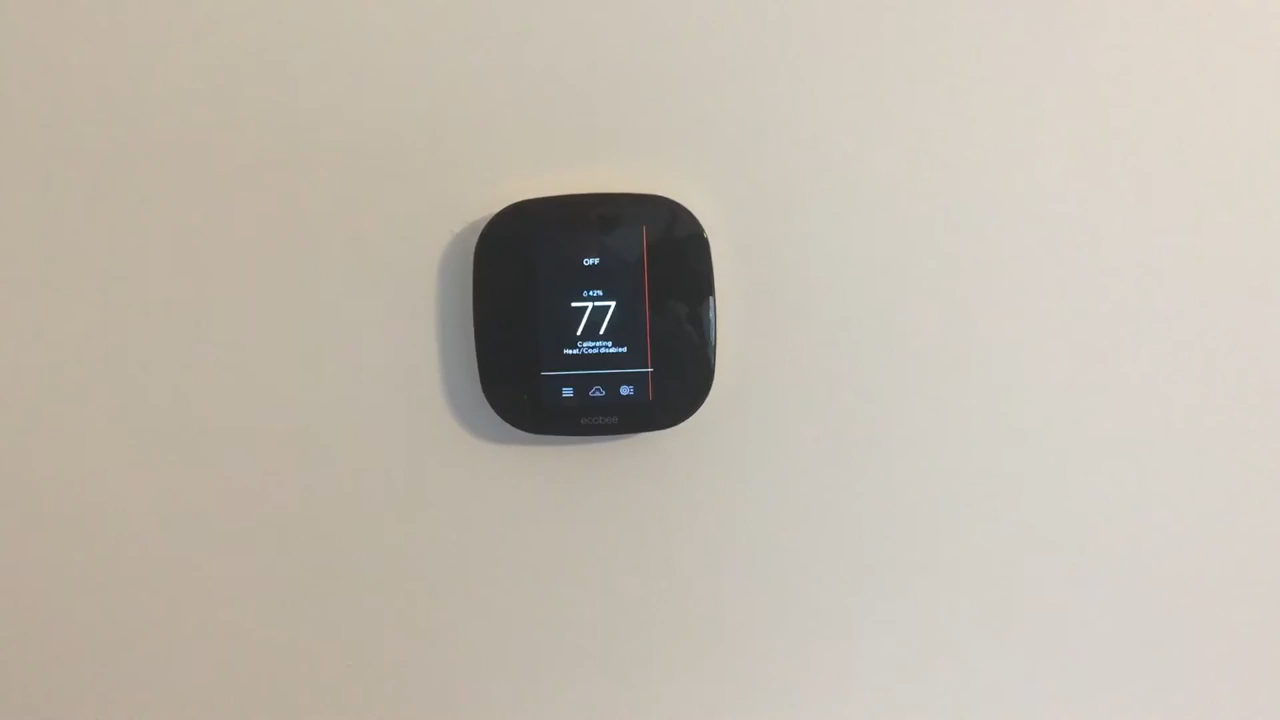 OFF
42%
77
Calibrating
Heat/Cool disabled
ecobee